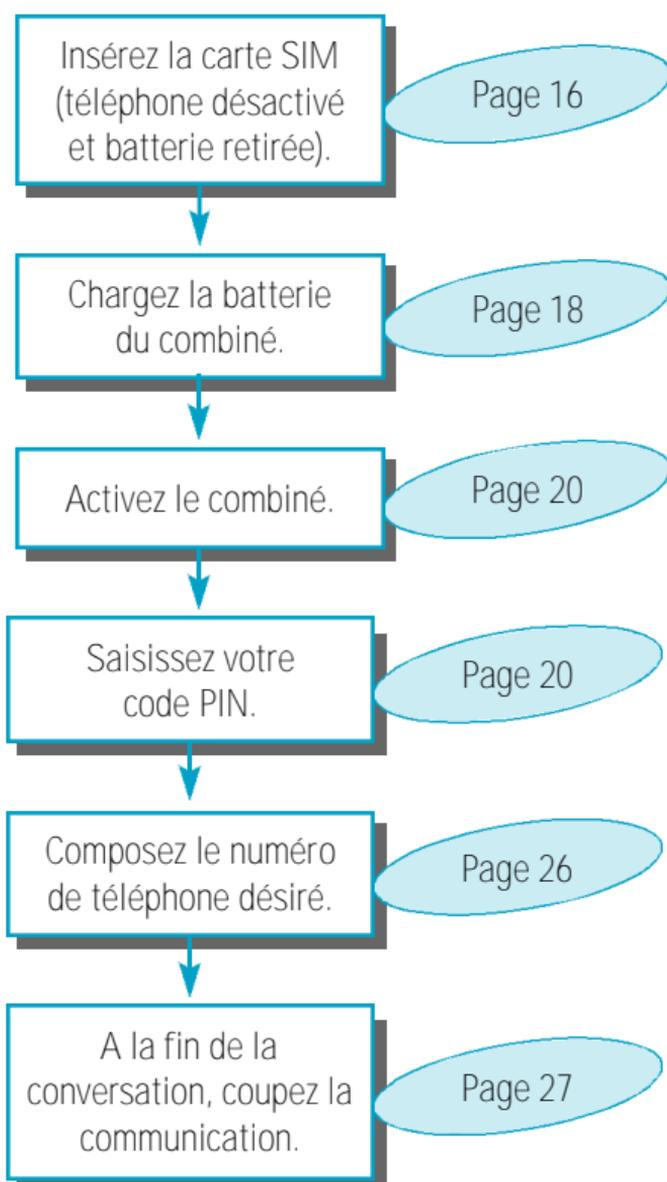 Insérez la carte SIM
(téléphone désactivé
et batterie retirée).
Page 16
Chargez la batterie
du combiné.
Page 18
Activez le combiné.
Page 20
Saisissez votre
code PIN.
Page 20
Composez le numéro
de téléphone désiré.
Page 26
A la fin de la
conversation, coupez la
communication.
Page 27